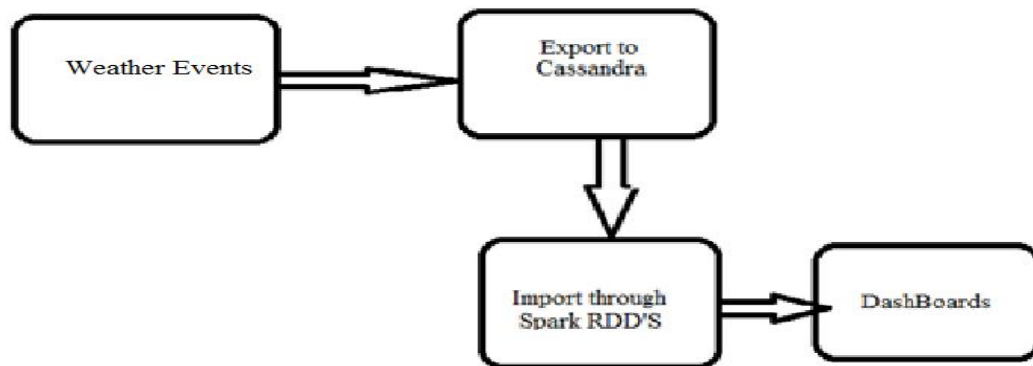 Weather Events
Export to
Cassandra
Import through
Spark RDD'S
DashBoards